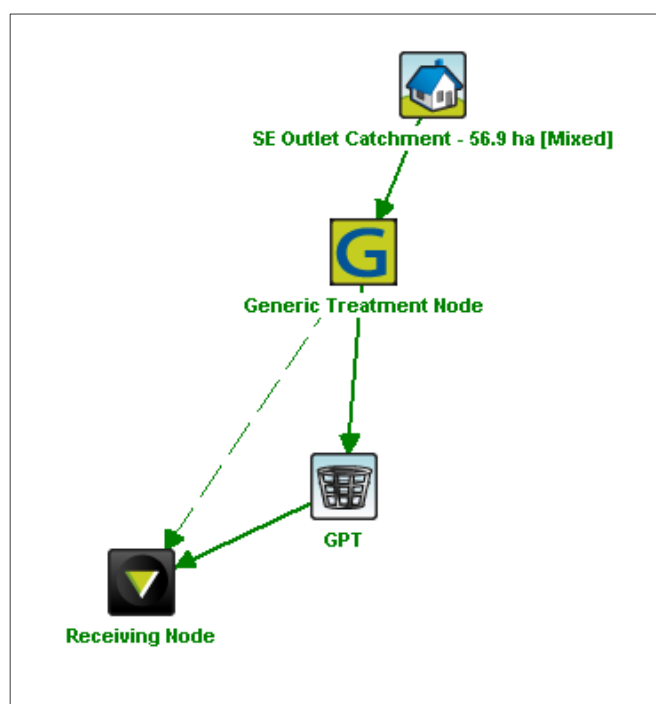 SE Outlet Catchment - 56.9 ha [Mixed]
G
Generic Treatment Node
GPT
Receiving Node